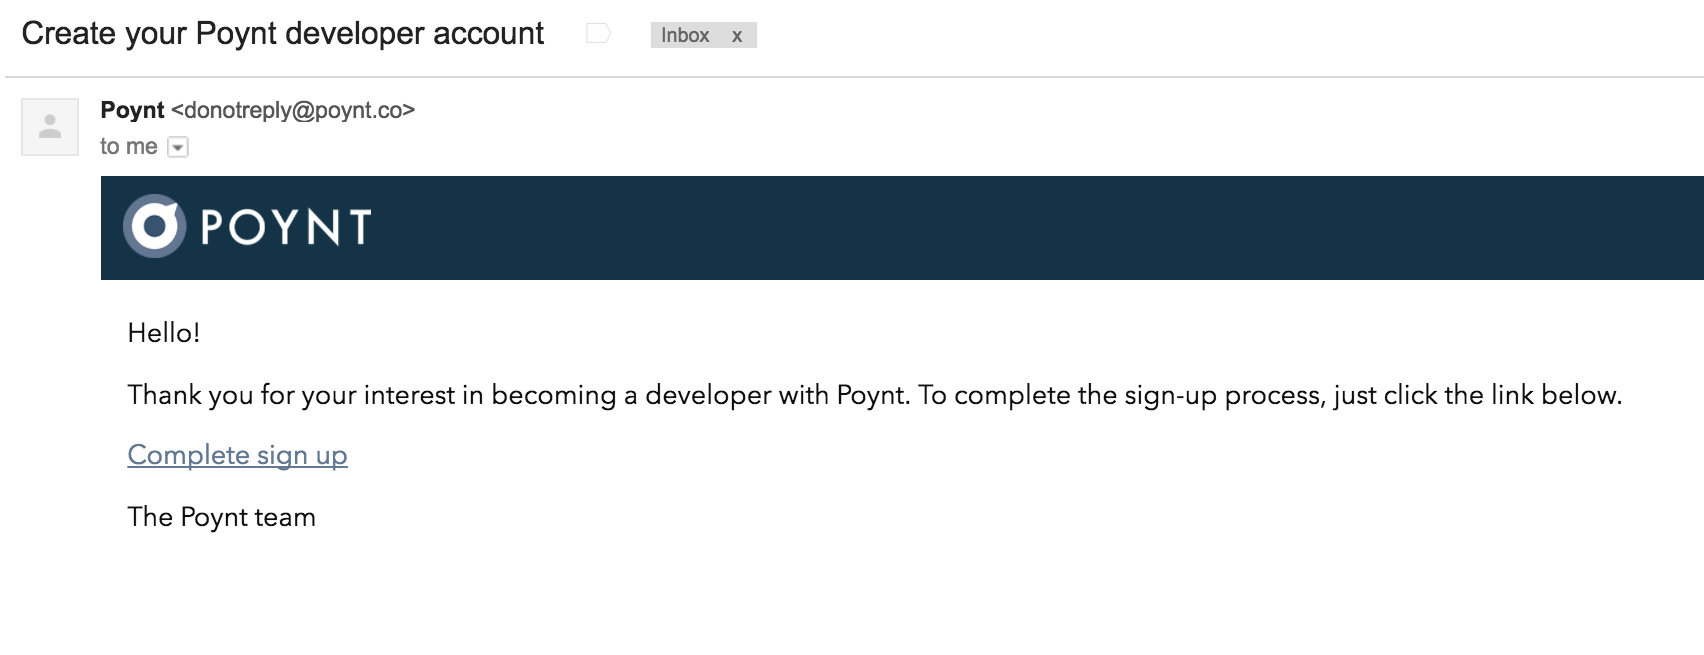 Create your Poynt developer account Inbox x
Poynt <donotreply@poynt.co>
to me
POYNT
Hello!
Thank you for your interest in becoming a developer with Poynt. To complete the sign-up process, just click the link below.
Complete sign up
The Poynt team